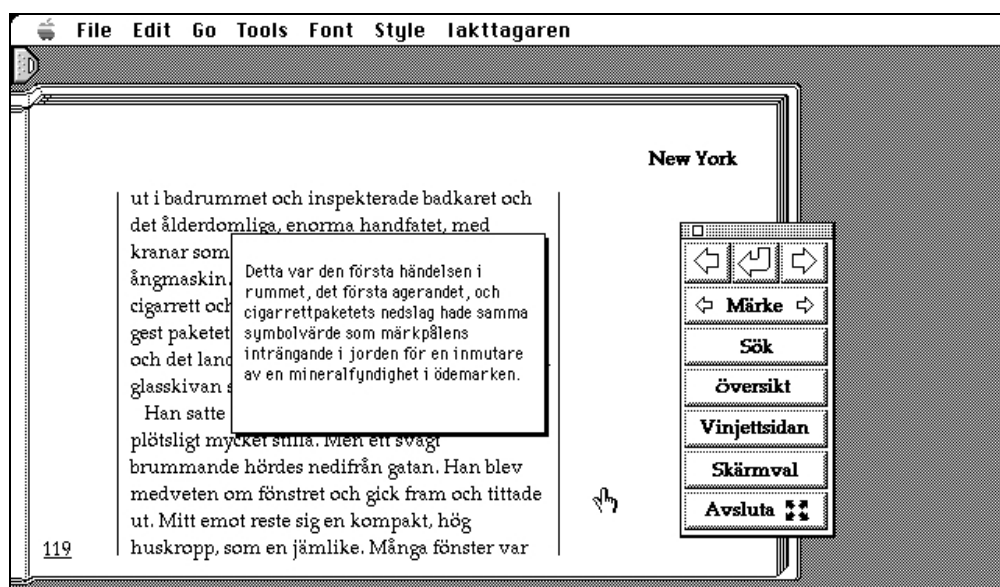 File Edit Go Tools Font Style Iakttagaren
New York
ut i badrummet och inspekterade badkaret och
det ålderdomliga, enorma handfatet, med
kranar som
ångmaskin.
cigarrett och
gest paketet
och det land
glasskivan s
Han satte
plötsligt mycket stilla. Men ett svagt
brummande hördes nedifrån gatan. Han blev
medveten om fönstret och gick fram och tittade
ut. Mitt emot reste sig en kompakt, hög
huskropp, som en jämlike. Många fönster var
119
Detta var den första händelsen i
rummet, det första agerandet, och
cigarrettpaketets nedslag hade samma
symbolvärde som märkpålens
inträngande i jorden för en inmutare
av en mineralfyndighet i ödemarken.
Märke
Sök
översikt
Vinjettsidan
Skärmval
Avsluta